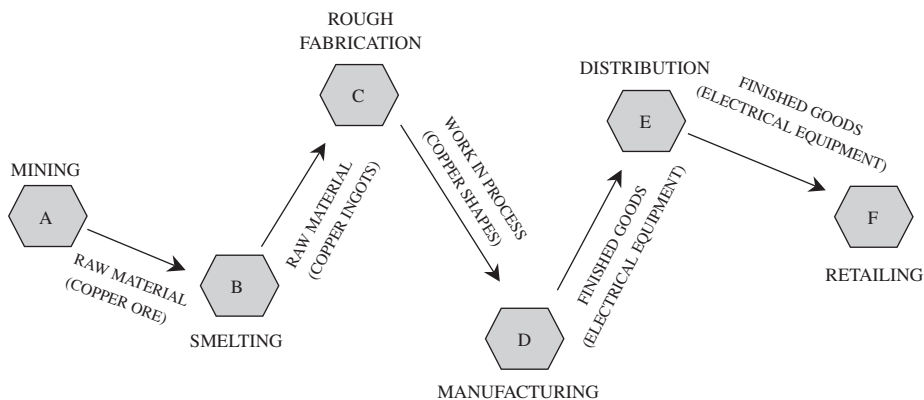 MINING
A
RAW MATERIAL
(COPPER ORE)
B
SMELTING
RAW MATERIAL
(COPPER INGOTS)
ROUGH
FABRICATION
C
WORK IN PROCESS
(COPPER SHAPES)
D
MANUFACTURING
FINISHED GOODS
(ELECTRICAL EQUIPMENT)
DISTRIBUTION
E
FINISHED GOODS
(ELECTRICAL EQUIPMENT)
F
RETAILING